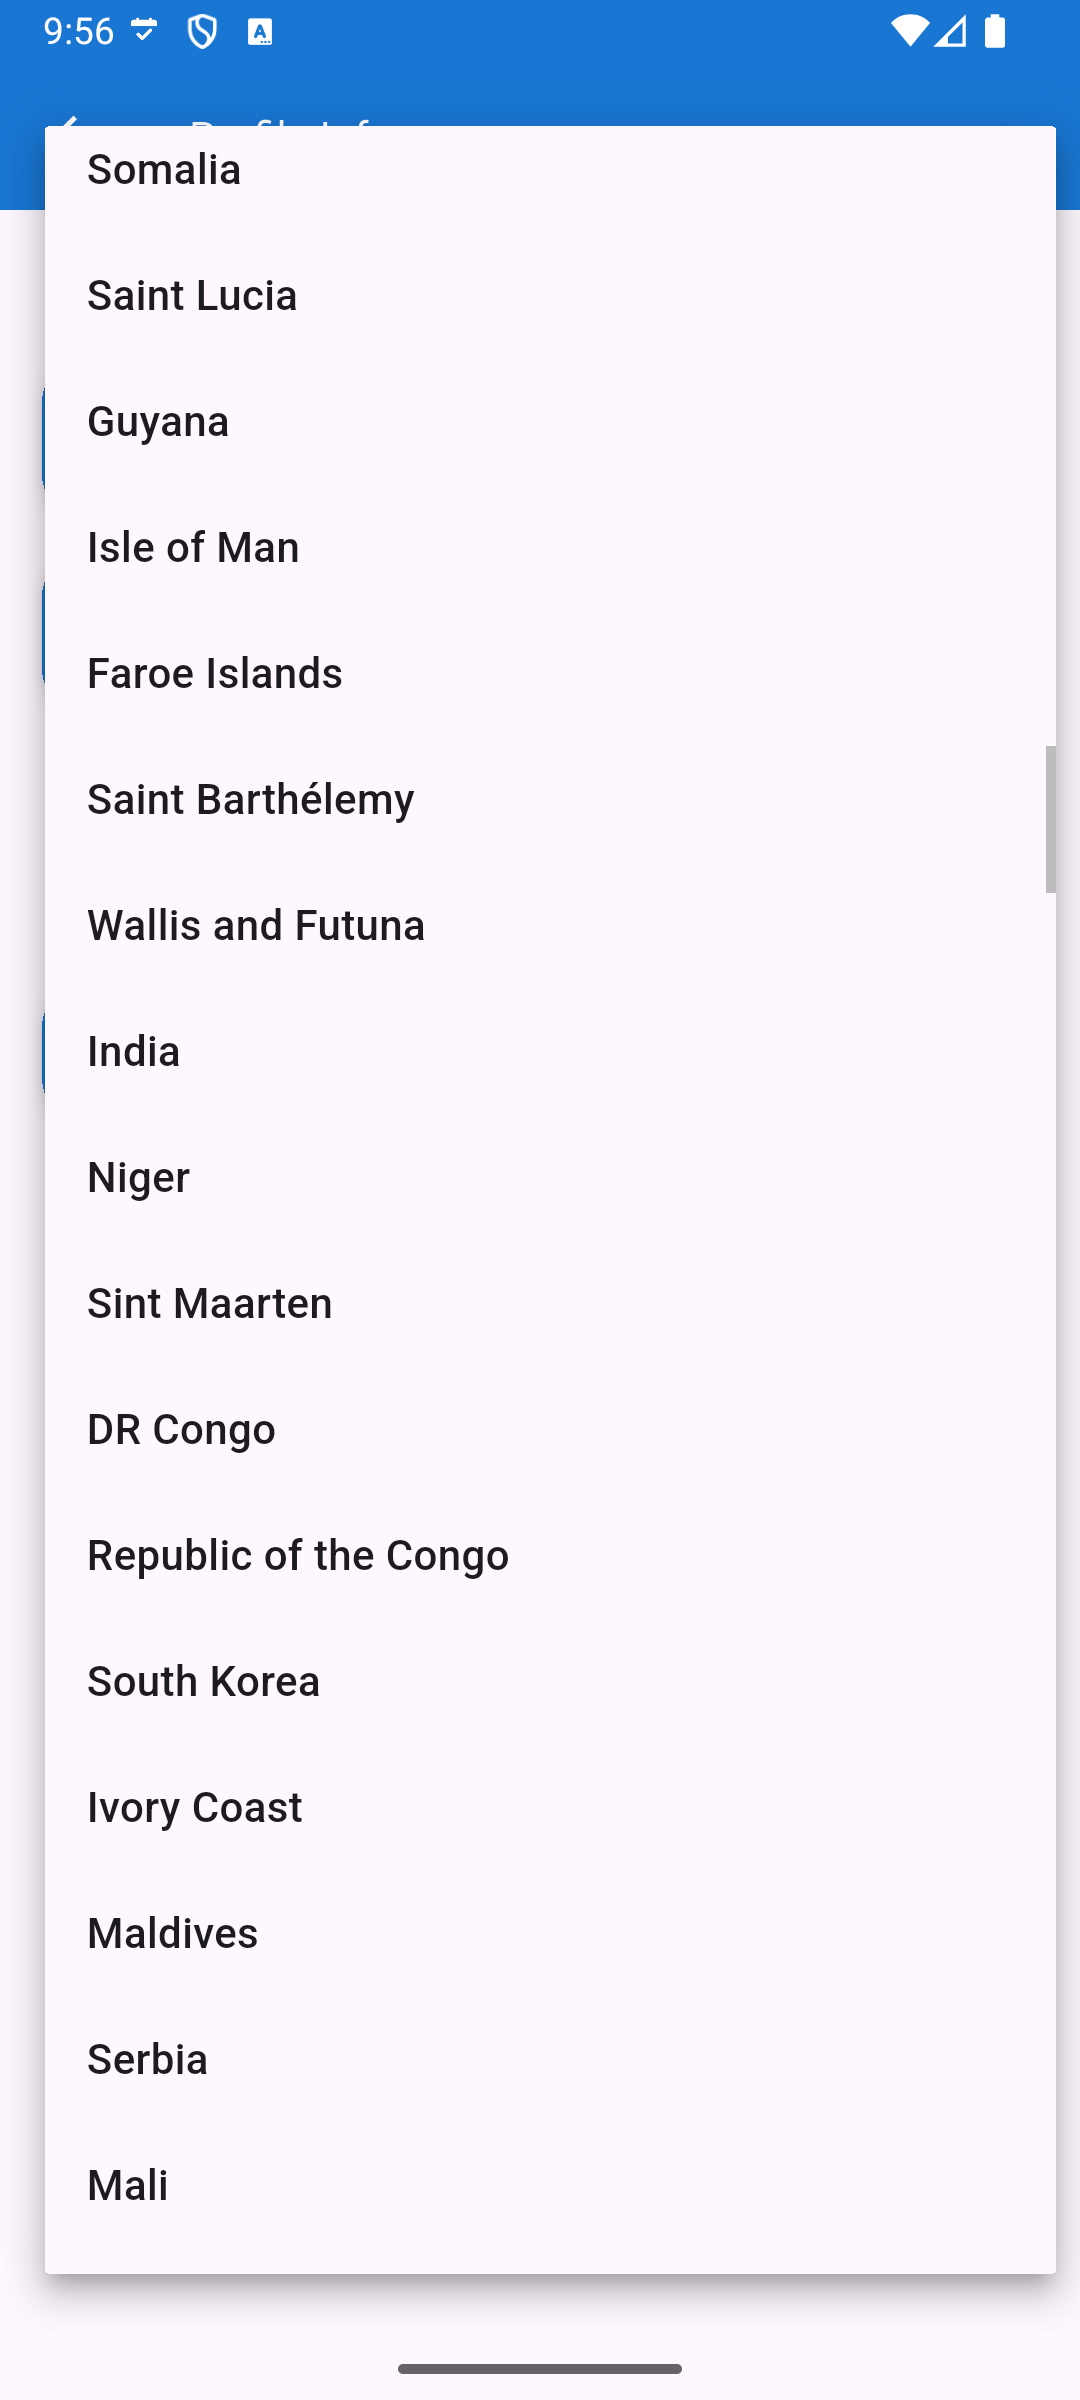 9:56
Somalia
Saint Lucia
Guyana
Isle of Man
Faroe Islands
Saint Barthélemy
Wallis and Futuna
India
Niger
Sint Maarten
DR Congo
Republic of the Congo
South Korea
Ivory Coast
Maldives
Serbia
Mali